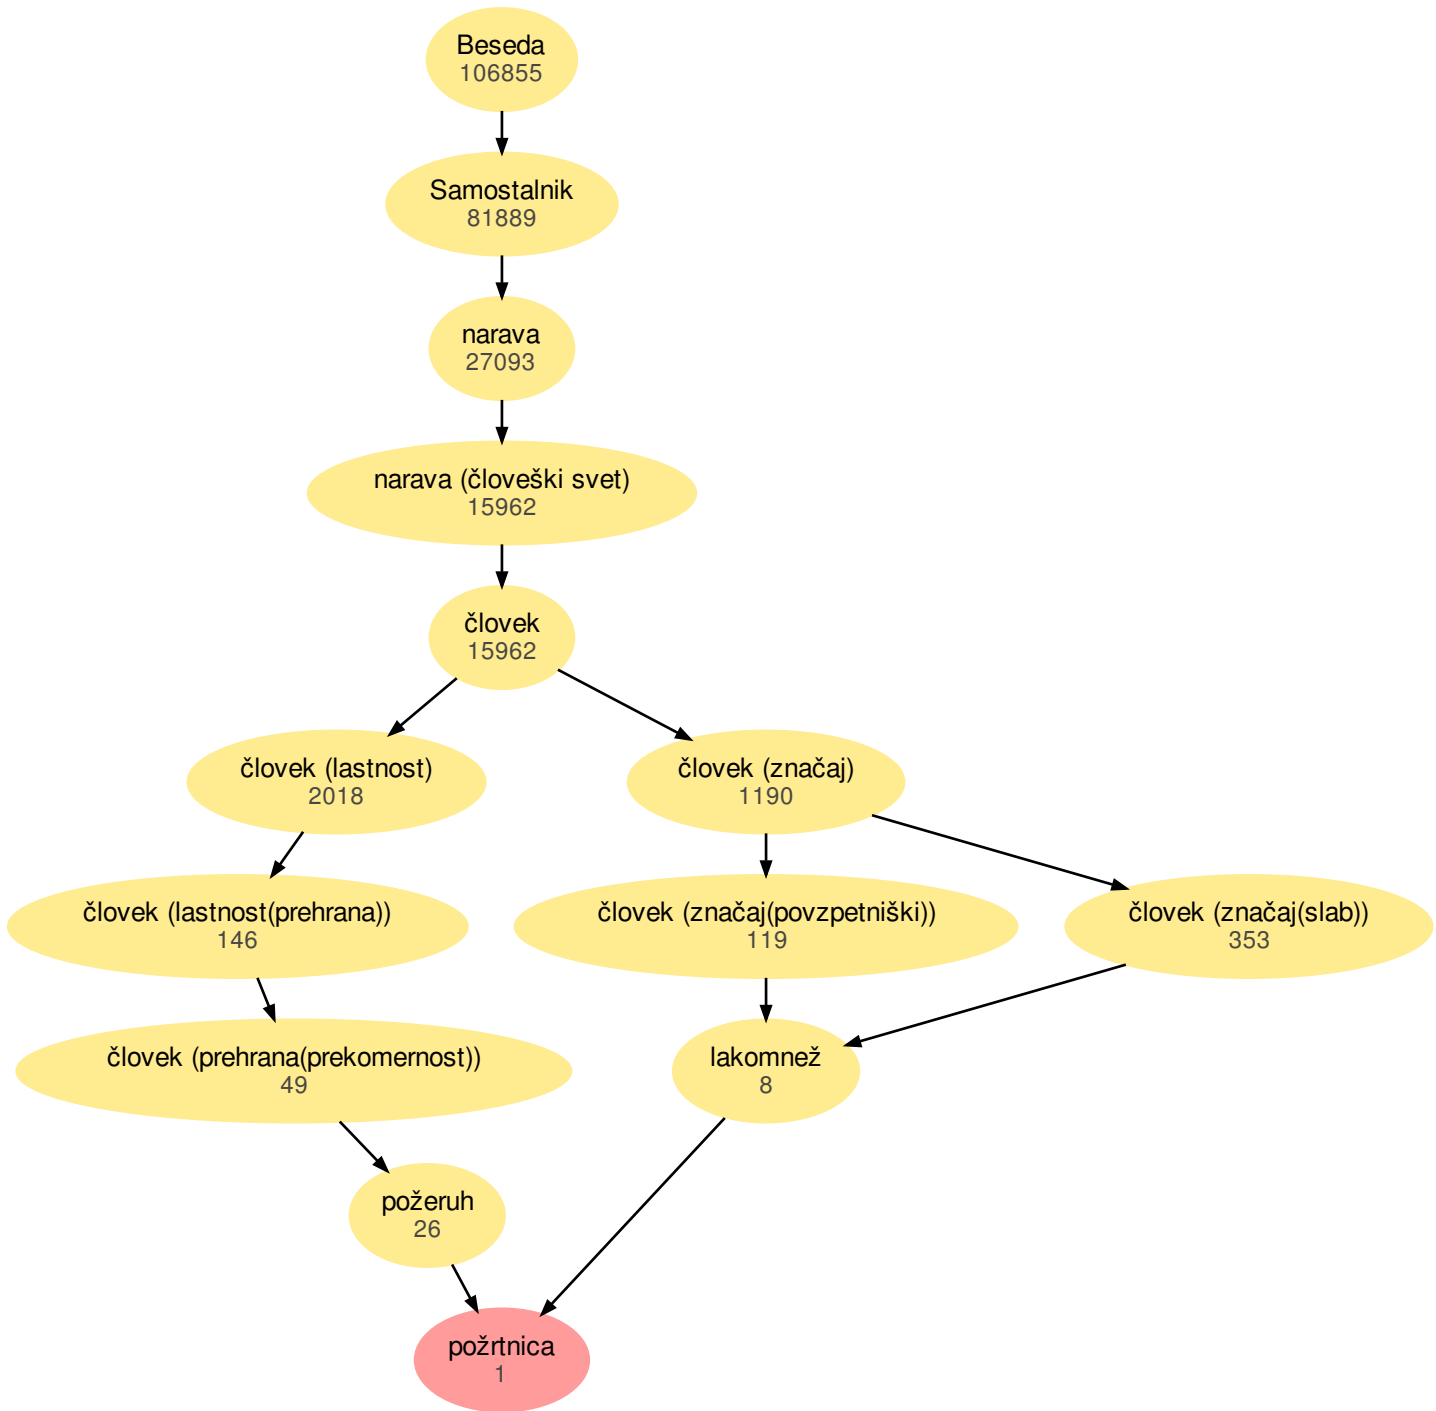 Beseda
106855
Samostalnik
81889
narava
27093
narava (človeški svet)
15962
človek
15962
človek (lastnost)
2018
človek (značaj)
1190
človek (lastnost(prehrana))
146
človek (značaj(povzpetniški))
119
človek (značaj(slab))
353
človek (prehrana(prekomernost))
49
lakomnež
8
požeruh
26
požrtnica
1